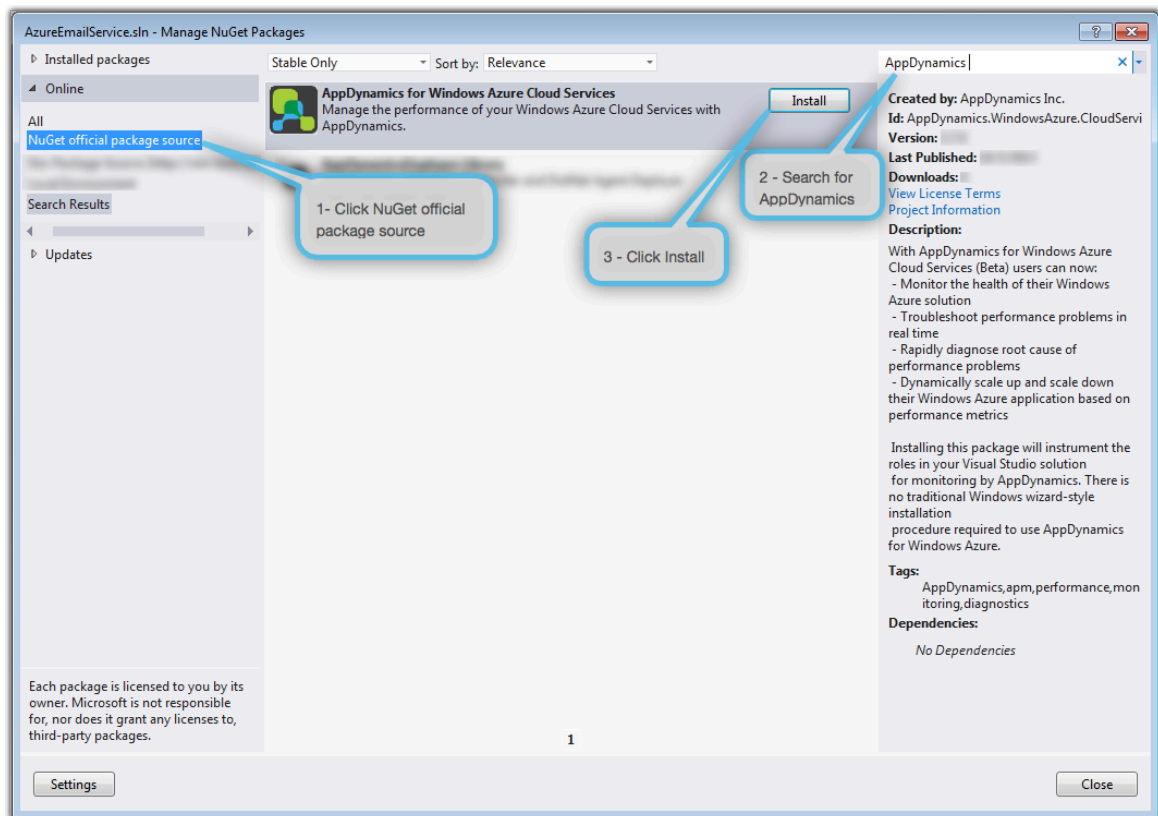 AzureEmailService.sln - Manage NuGet Packages
Installed packages
Online
All
NuGet official package source
Search Results
Updates
Each package is licensed to you by its
owner. Microsoft is not responsible
for, nor does it grant any licenses to,
third-party packages.
Settings
Stable Only
Sort by: Relevance
AppDynamics for Windows Azure Cloud Services
Manage the performance of your Windows Azure Cloud Services with
AppDynamics.
Install
1- Click NuGet official
package source
2 - Search for
AppDynamics
3 - Click Install
1
AppDynamics
Created by: AppDynamics Inc.
Id: AppDynamics.WindowsAzure.CloudServi
Version:
Last Published:
Downloads:
View License Terms
Project Information
Description:
With AppDynamics for Windows Azure
Cloud Services (Beta) users can now:
- Monitor the health of their Windows
Azure solution
- Troubleshoot performance problems in
real time
- Rapidly diagnose root cause of
performance problems
- Dynamically scale up and scale down
their Windows Azure application based on
performance metrics
Installing this package will instrument the
roles in your Visual Studio solution
for monitoring by AppDynamics. There is
no traditional Windows wizard-style
installation
procedure required to use AppDynamics
for Windows Azure.
Tags:
AppDynamics,apm,performance,mon
itoring,diagnostics
Dependencies:
No Dependencies
Close